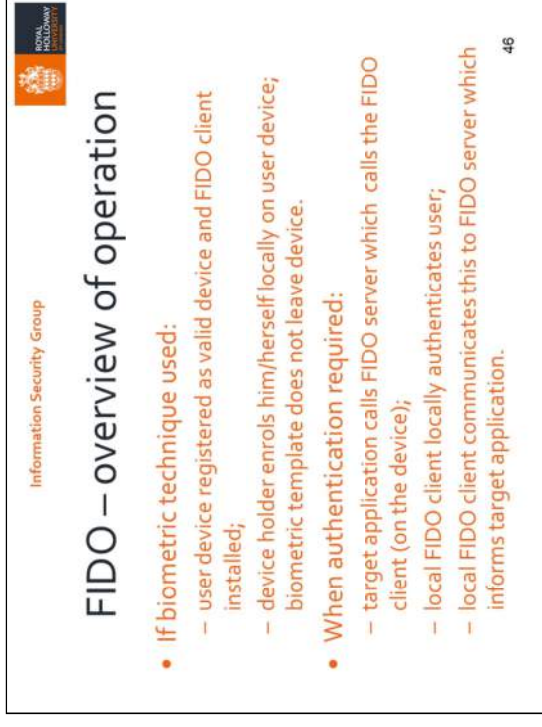 Information Security Group
ROYAL
HOLLOWAY
UNIVERSITY
FIDO – overview of operation
• If biometric technique used:
– user device registered as valid device and FIDO client
installed;
– device holder enrols him/herself locally on user device;
biometric template does not leave device.
• When authentication required:
– target application calls FIDO server which calls the FIDO
client (on the device);
– local FIDO client locally authenticates user;
– local FIDO client communicates this to FIDO server which
informs target application.
46